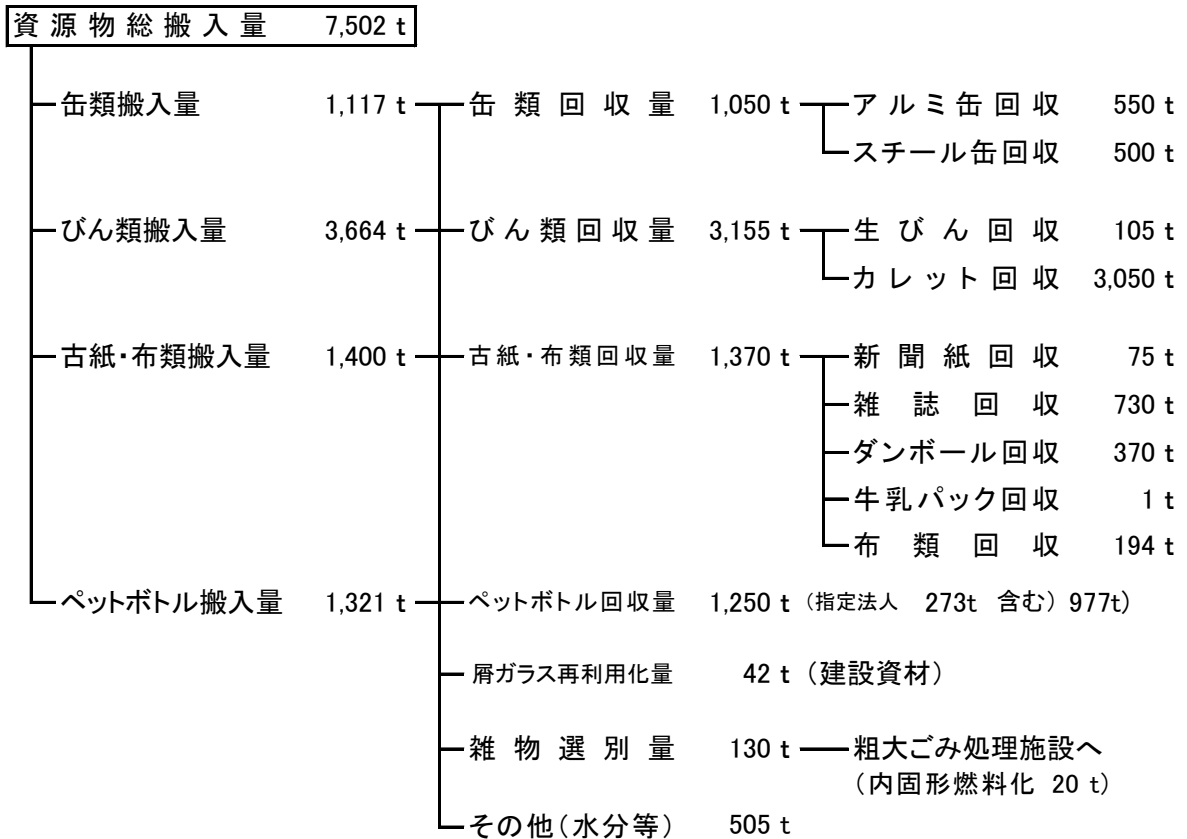 資源物総搬入量 7,502 t
缶類搬入量 1,117 t 缶類回収量 1,050 t アルミ缶回収 550 t
スチール缶回収 500 t
びん類搬入量 3,664 t びん類回収量 3,155 t 生びん回収 105 t
カレット回収 3,050 t
古紙・布類搬入量 1,400 t 古紙・布類回収量 1,370 t 新聞紙回収 75 t
雑誌回収 730 t
ダンボール回収 370 t
牛乳パック回収 1 t
布類回収 194 t
ペットボトル搬入量 1,321 t ペットボトル回収量 1,250 t (指定法人 273t 含む) 977t)
屑ガラス再利用化量 42 t (建設資材)
雑物選別量 130 t 粗大ごみ処理施設へ
(内固形燃料化 20 t)
その他(水分等) 505 t